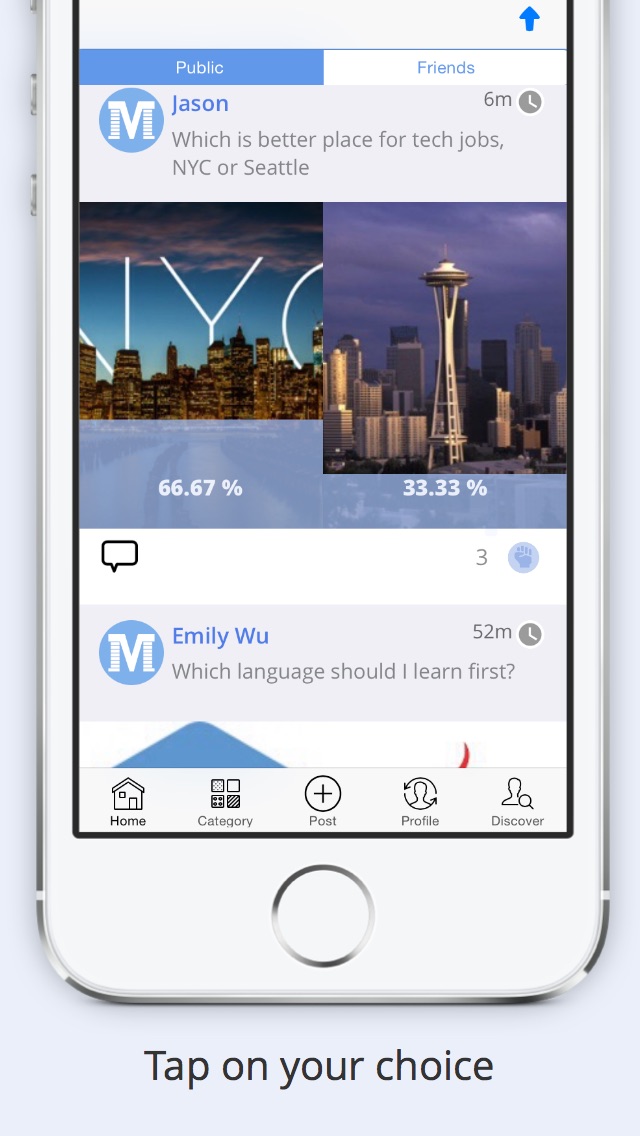 Public
Friends
Jason
6m
Which is better place for tech jobs,
NYC or Seattle
NYC
66.67 %
33.33 %
3
M
Emily Wu
52m
M
Which language should I learn first?
Home
Category
Post
Profile
Discover
Tap on your choice